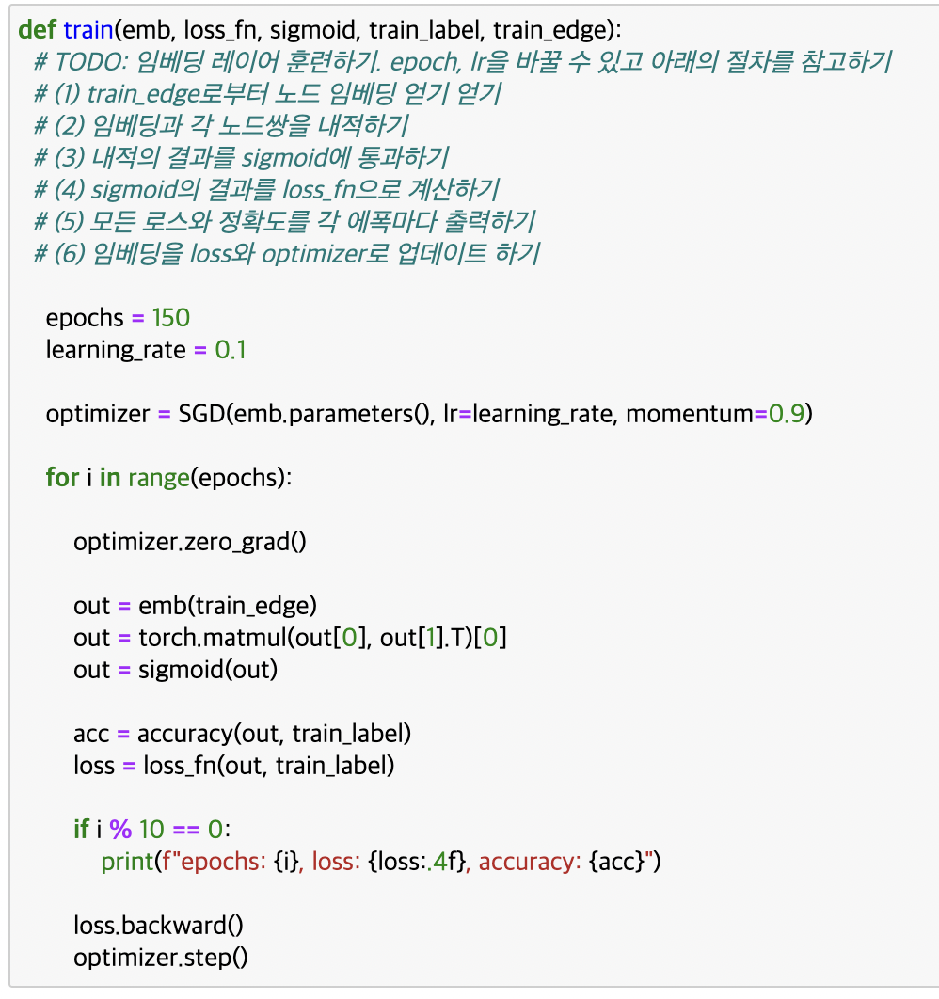 def train(emb, loss_fn, sigmoid, train_label, train_edge):
# TODO: 임베딩 레이어 훈련하기. epoch, lr을 바꿀 수 있고 아래의 절차를 참고하기
# (1) train_edge로부터 노드 임베딩 얻기 얻기
# (2) 임베딩과 각 노드쌍을 내적하기
# (3) 내적의 결과를 sigmoid에 통과하기
# (4) sigmoid의 결과를 loss_fn으로 계산하기
# (5) 모든 로스와 정확도를 각 에폭마다 출력하기
# (6) 임베딩을 loss와 optimizer로 업데이트 하기
epochs = 150
learning_rate = 0.1
optimizer = SGD(emb.parameters(), lr=learning_rate, momentum=0.9)
for i in range(epochs):
optimizer.zero_grad()
out = emb(train_edge)
out = torch.matmul(out[0], out[1].T)[0]
out = sigmoid(out)
acc = accuracy(out, train_label)
loss = loss_fn(out, train_label)
if i % 10 == 0:
print(f"epochs: {i}, loss: {loss:.4f}, accuracy: {acc}")
loss.backward()
optimizer.step()